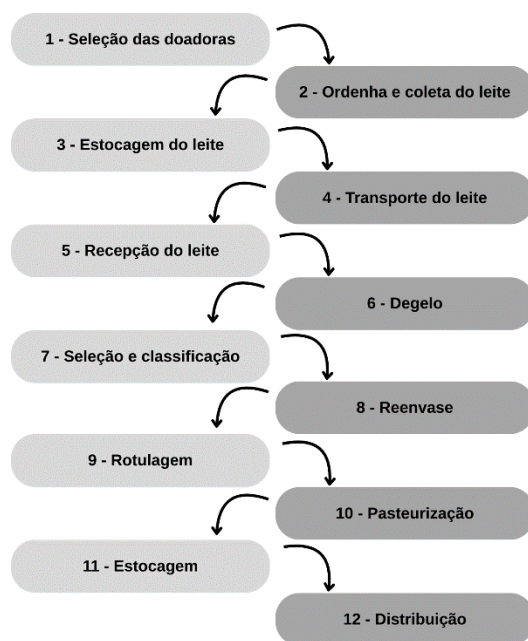 1 - Seleção das doadoras
2 - Ordenha e coleta do leite
3 - Estocagem do leite
4 - Transporte do leite
5 - Recepção do leite
6 - Degelo
7 - Seleção e classificação
8 - Reenvase
9 - Rotulagem
10 - Pasteurização
11 - Estocagem
12 - Distribuição